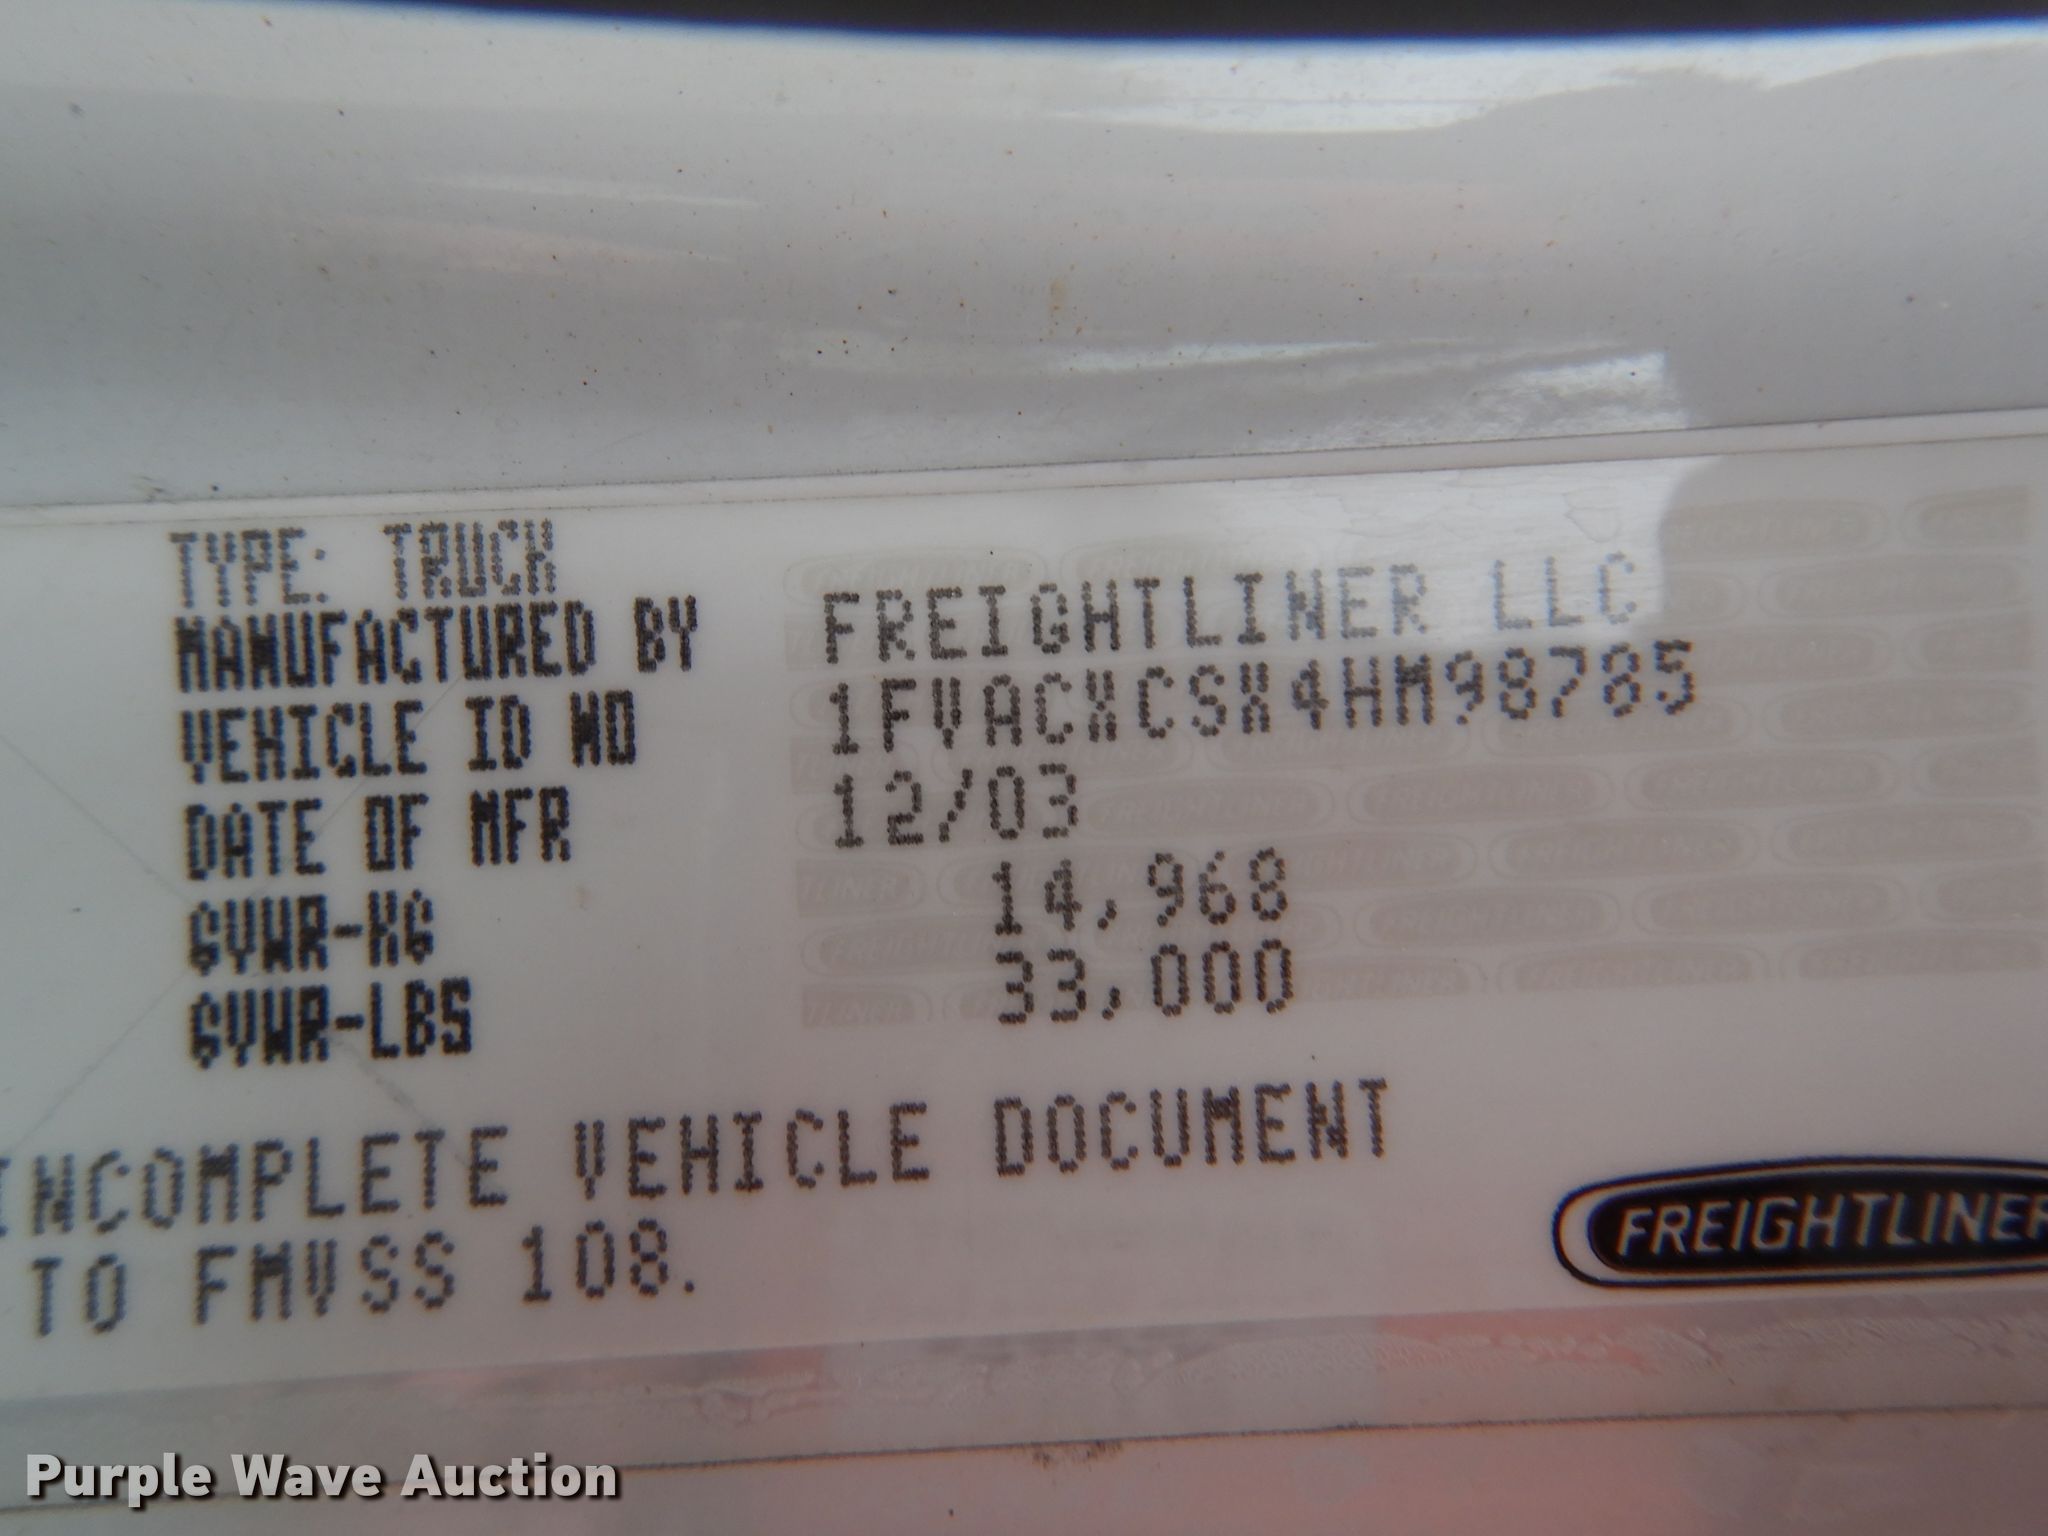 TYPE: TRUCK
MANUFACTURED BY FREIGHTLINER LLC
VEHICLE ID NO 1FVACXCSX4HM98785
DATE OF MFR 12/03
GVWR-KG 14,968
GVWR-LBS 33,000
INCOMPLETE VEHICLE DOCUMENT
TO FMVSS 108.
FREIGHTLINER
Purple Wave Auction